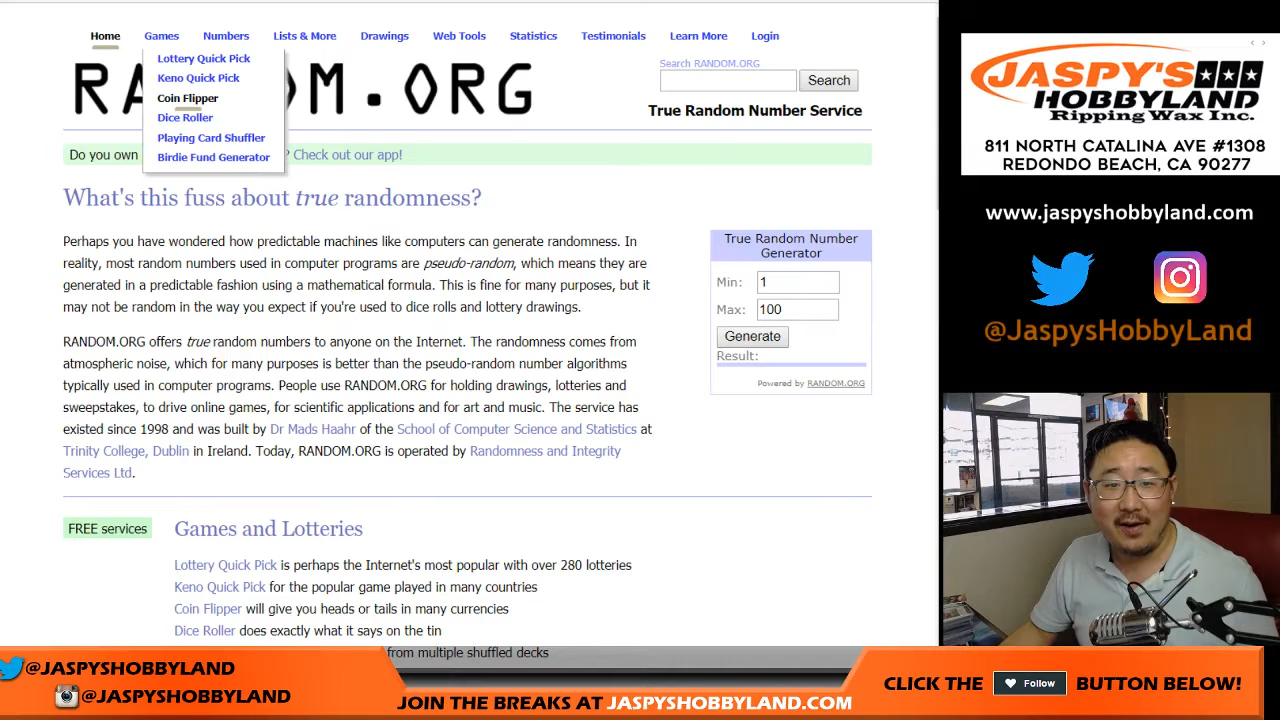 Home Games Numbers Lists & More Drawings Web Tools Statistics Testimonials Learn More Login
Lottery Quick Pick
Keno Quick Pick
Coin Flipper
Dice Roller
Playing Card Shuffler
Birdie Fund Generator
Search RANDOM.ORG
Search
True Random Number Service
Do you own
? Check out our app!
What's this fuss about true randomness?
Perhaps you have wondered how predictable machines like computers can generate randomness. In
reality, most random numbers used in computer programs are pseudo-random, which means they are
generated in a predictable fashion using a mathematical formula. This is fine for many purposes, but it
may not be random in the way you expect if you're used to dice rolls and lottery drawings.
RANDOM.ORG offers true random numbers to anyone on the Internet. The randomness comes from
atmospheric noise, which for many purposes is better than the pseudo-random number algorithms
typically used in computer programs. People use RANDOM.ORG for holding drawings, lotteries and
sweepstakes, to drive online games, for scientific applications and for art and music. The service has
existed since 1998 and was built by Dr Mads Haahr of the School of Computer Science and Statistics at
Trinity College, Dublin in Ireland. Today, RANDOM.ORG is operated by Randomness and Integrity
Services Ltd.
True Random Number
Generator
Min: 1
Max: 100
Generate
Result:
Powered by RANDOM.ORG
FREE services
Games and Lotteries
Lottery Quick Pick is perhaps the Internet's most popular with over 280 lotteries
Keno Quick Pick for the popular game played in many countries
Coin Flipper will give you heads or tails in many currencies
Dice Roller does exactly what it says on the tin
from multiple shuffled decks
JASPY'S
HOBBYLAND
Ripping Wax Inc.
811 NORTH CATALINA AVE #1308
REDONDO BEACH, CA 90277
www.jaspyshobbyland.com
@JaspysHobbyLand
@JASPYSHOBBYLAND
@JASPYSHOBBYLAND
JOIN THE BREAKS AT JASPYSHOBBYLAND.COM
CLICK THE Follow BUTTON BELOW!